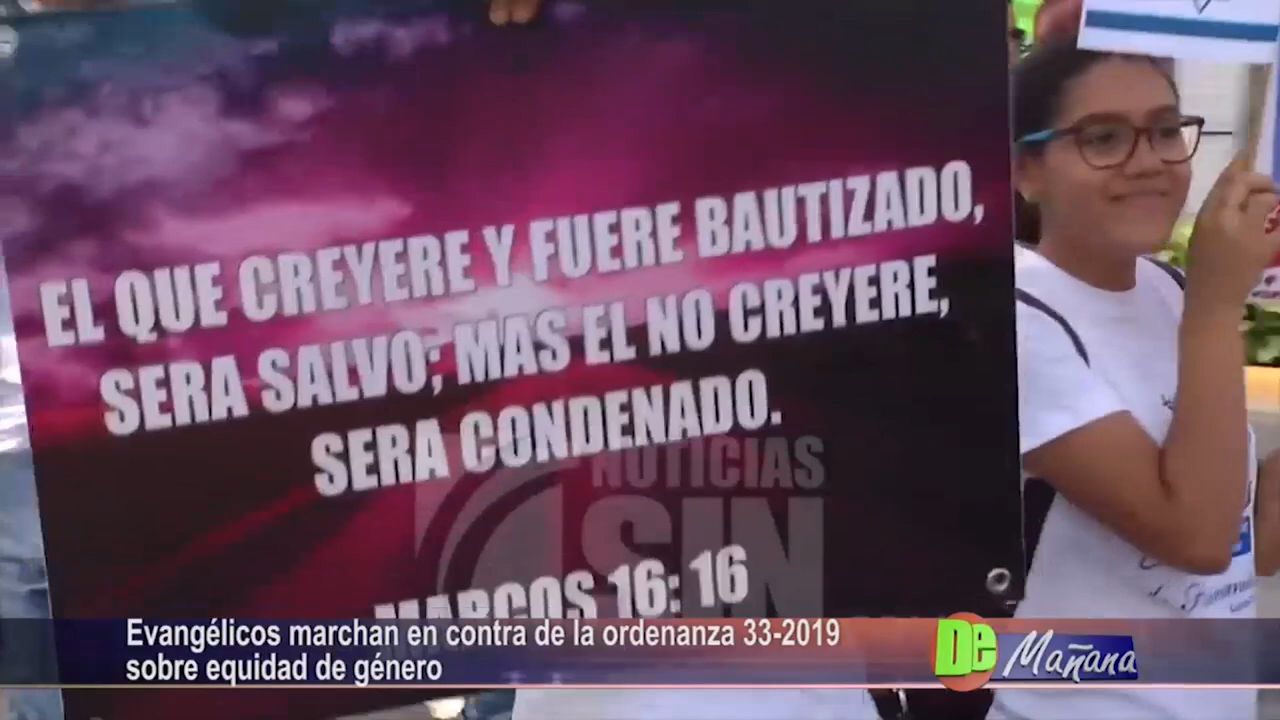 EL QUE CREYERE Y FUERE BAUTIZADO,
SERA SALVO; MAS EL NO CREYERE,
SERA CONDENADO.
NOTICIAS
SIN
MARCOS 16:16
Evangélicos marchan en contra de la ordenanza 33-2019
sobre equidad de género
De Mañana